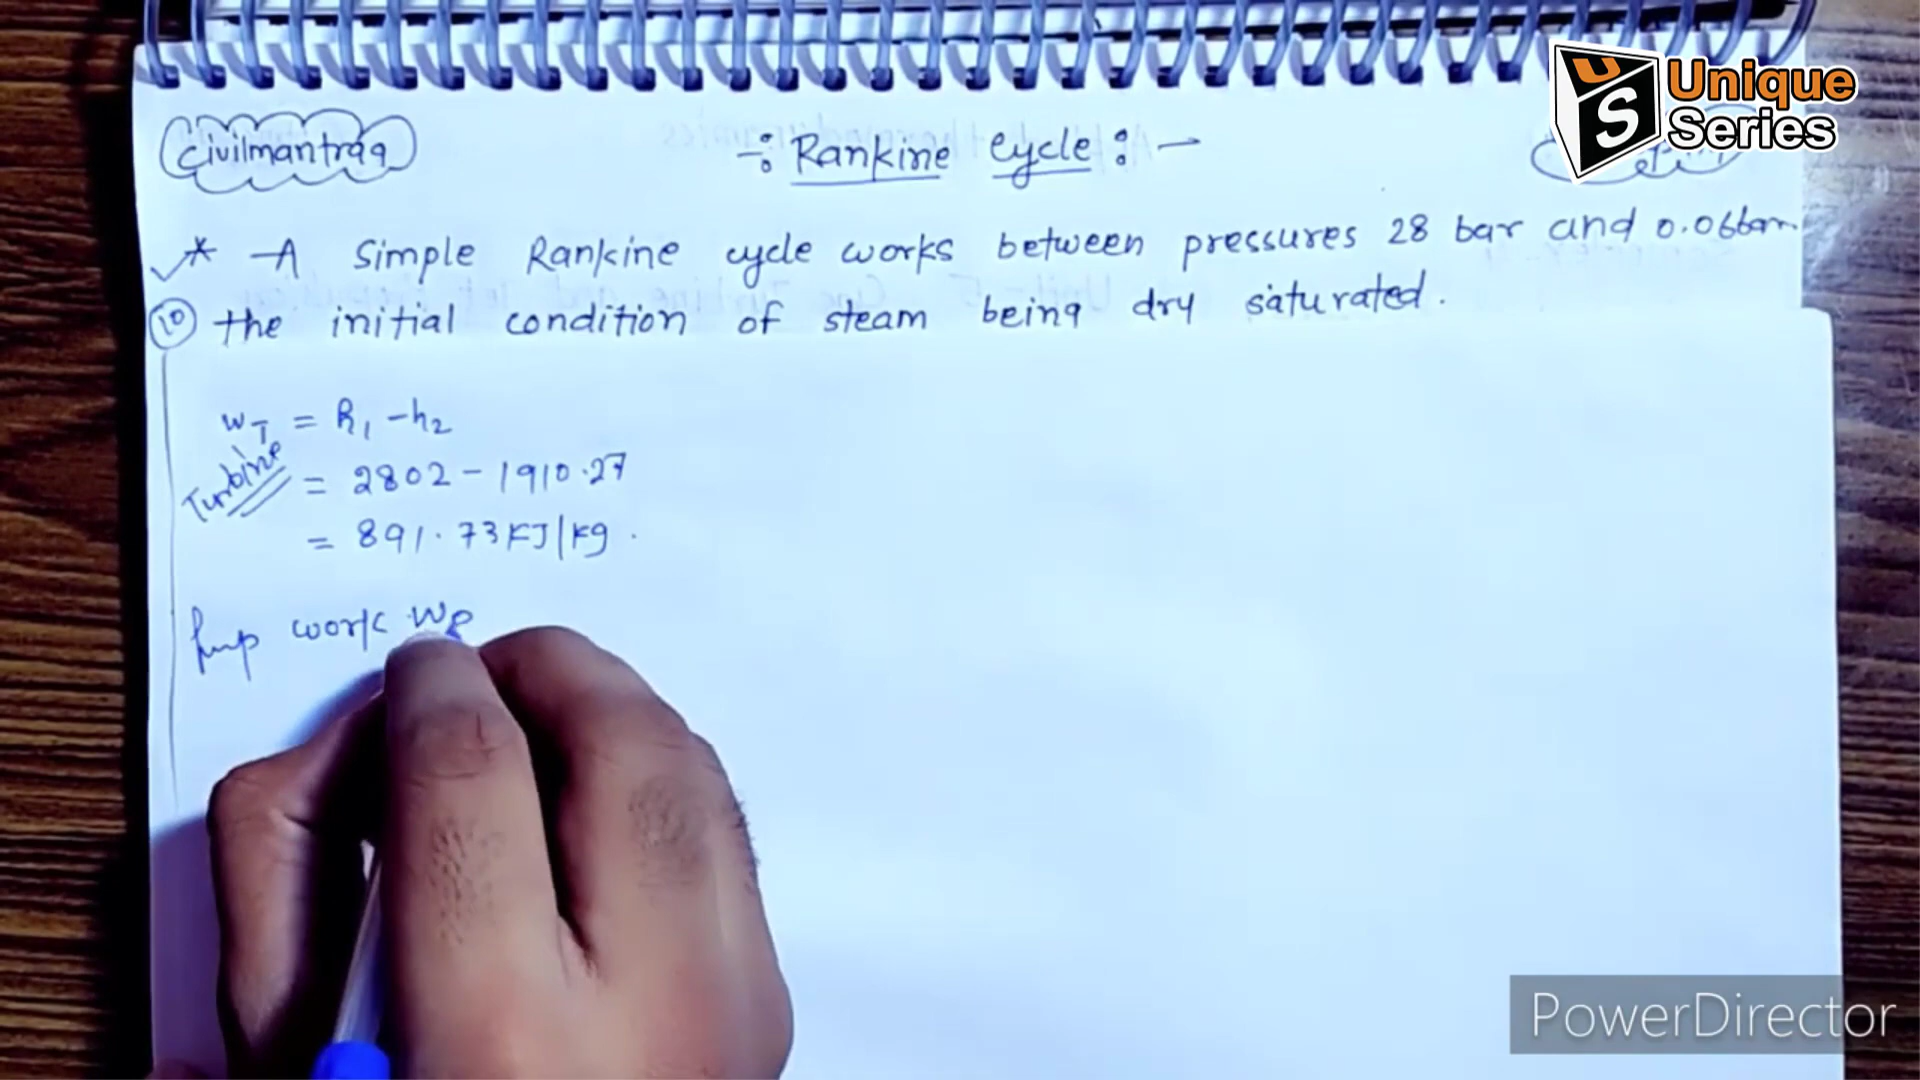 Unique
Series
US
Civilmantraa
-: Rankine Cycle :-
* A Simple Rankine cycle works between pressures 28 bar and 0.06bar.
10 the initial condition of steam being dry saturated.
wT = h1 - h2
Turbine
= 2802 - 1910.27
= 891.73 KJ/kg.
Pump work wp
PowerDirector